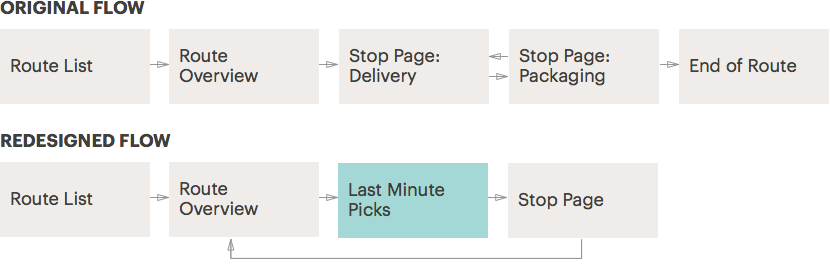 ORIGINAL FLOW
Route List
Route
Overview
Stop Page:
Delivery
Stop Page:
Packaging
End of Route
REDESIGNED FLOW
Route List
Route
Overview
Last Minute
Picks
Stop Page